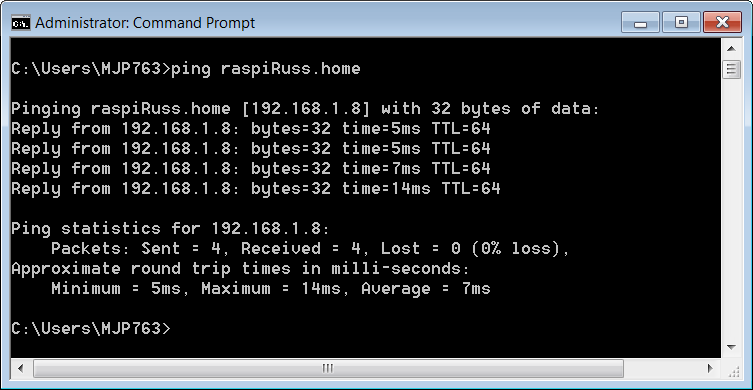 Administrator: Command Prompt
C:\Users\MJP763>ping raspiRuss.home
Pinging raspiRuss.home [192.168.1.8] with 32 bytes of data:
Reply from 192.168.1.8: bytes=32 time=5ms TTL=64
Reply from 192.168.1.8: bytes=32 time=5ms TTL=64
Reply from 192.168.1.8: bytes=32 time=7ms TTL=64
Reply from 192.168.1.8: bytes=32 time=14ms TTL=64
Ping statistics for 192.168.1.8:
    Packets: Sent = 4, Received = 4, Lost = 0 (0% loss),
Approximate round trip times in milli-seconds:
    Minimum = 5ms, Maximum = 14ms, Average = 7ms
C:\Users\MJP763>